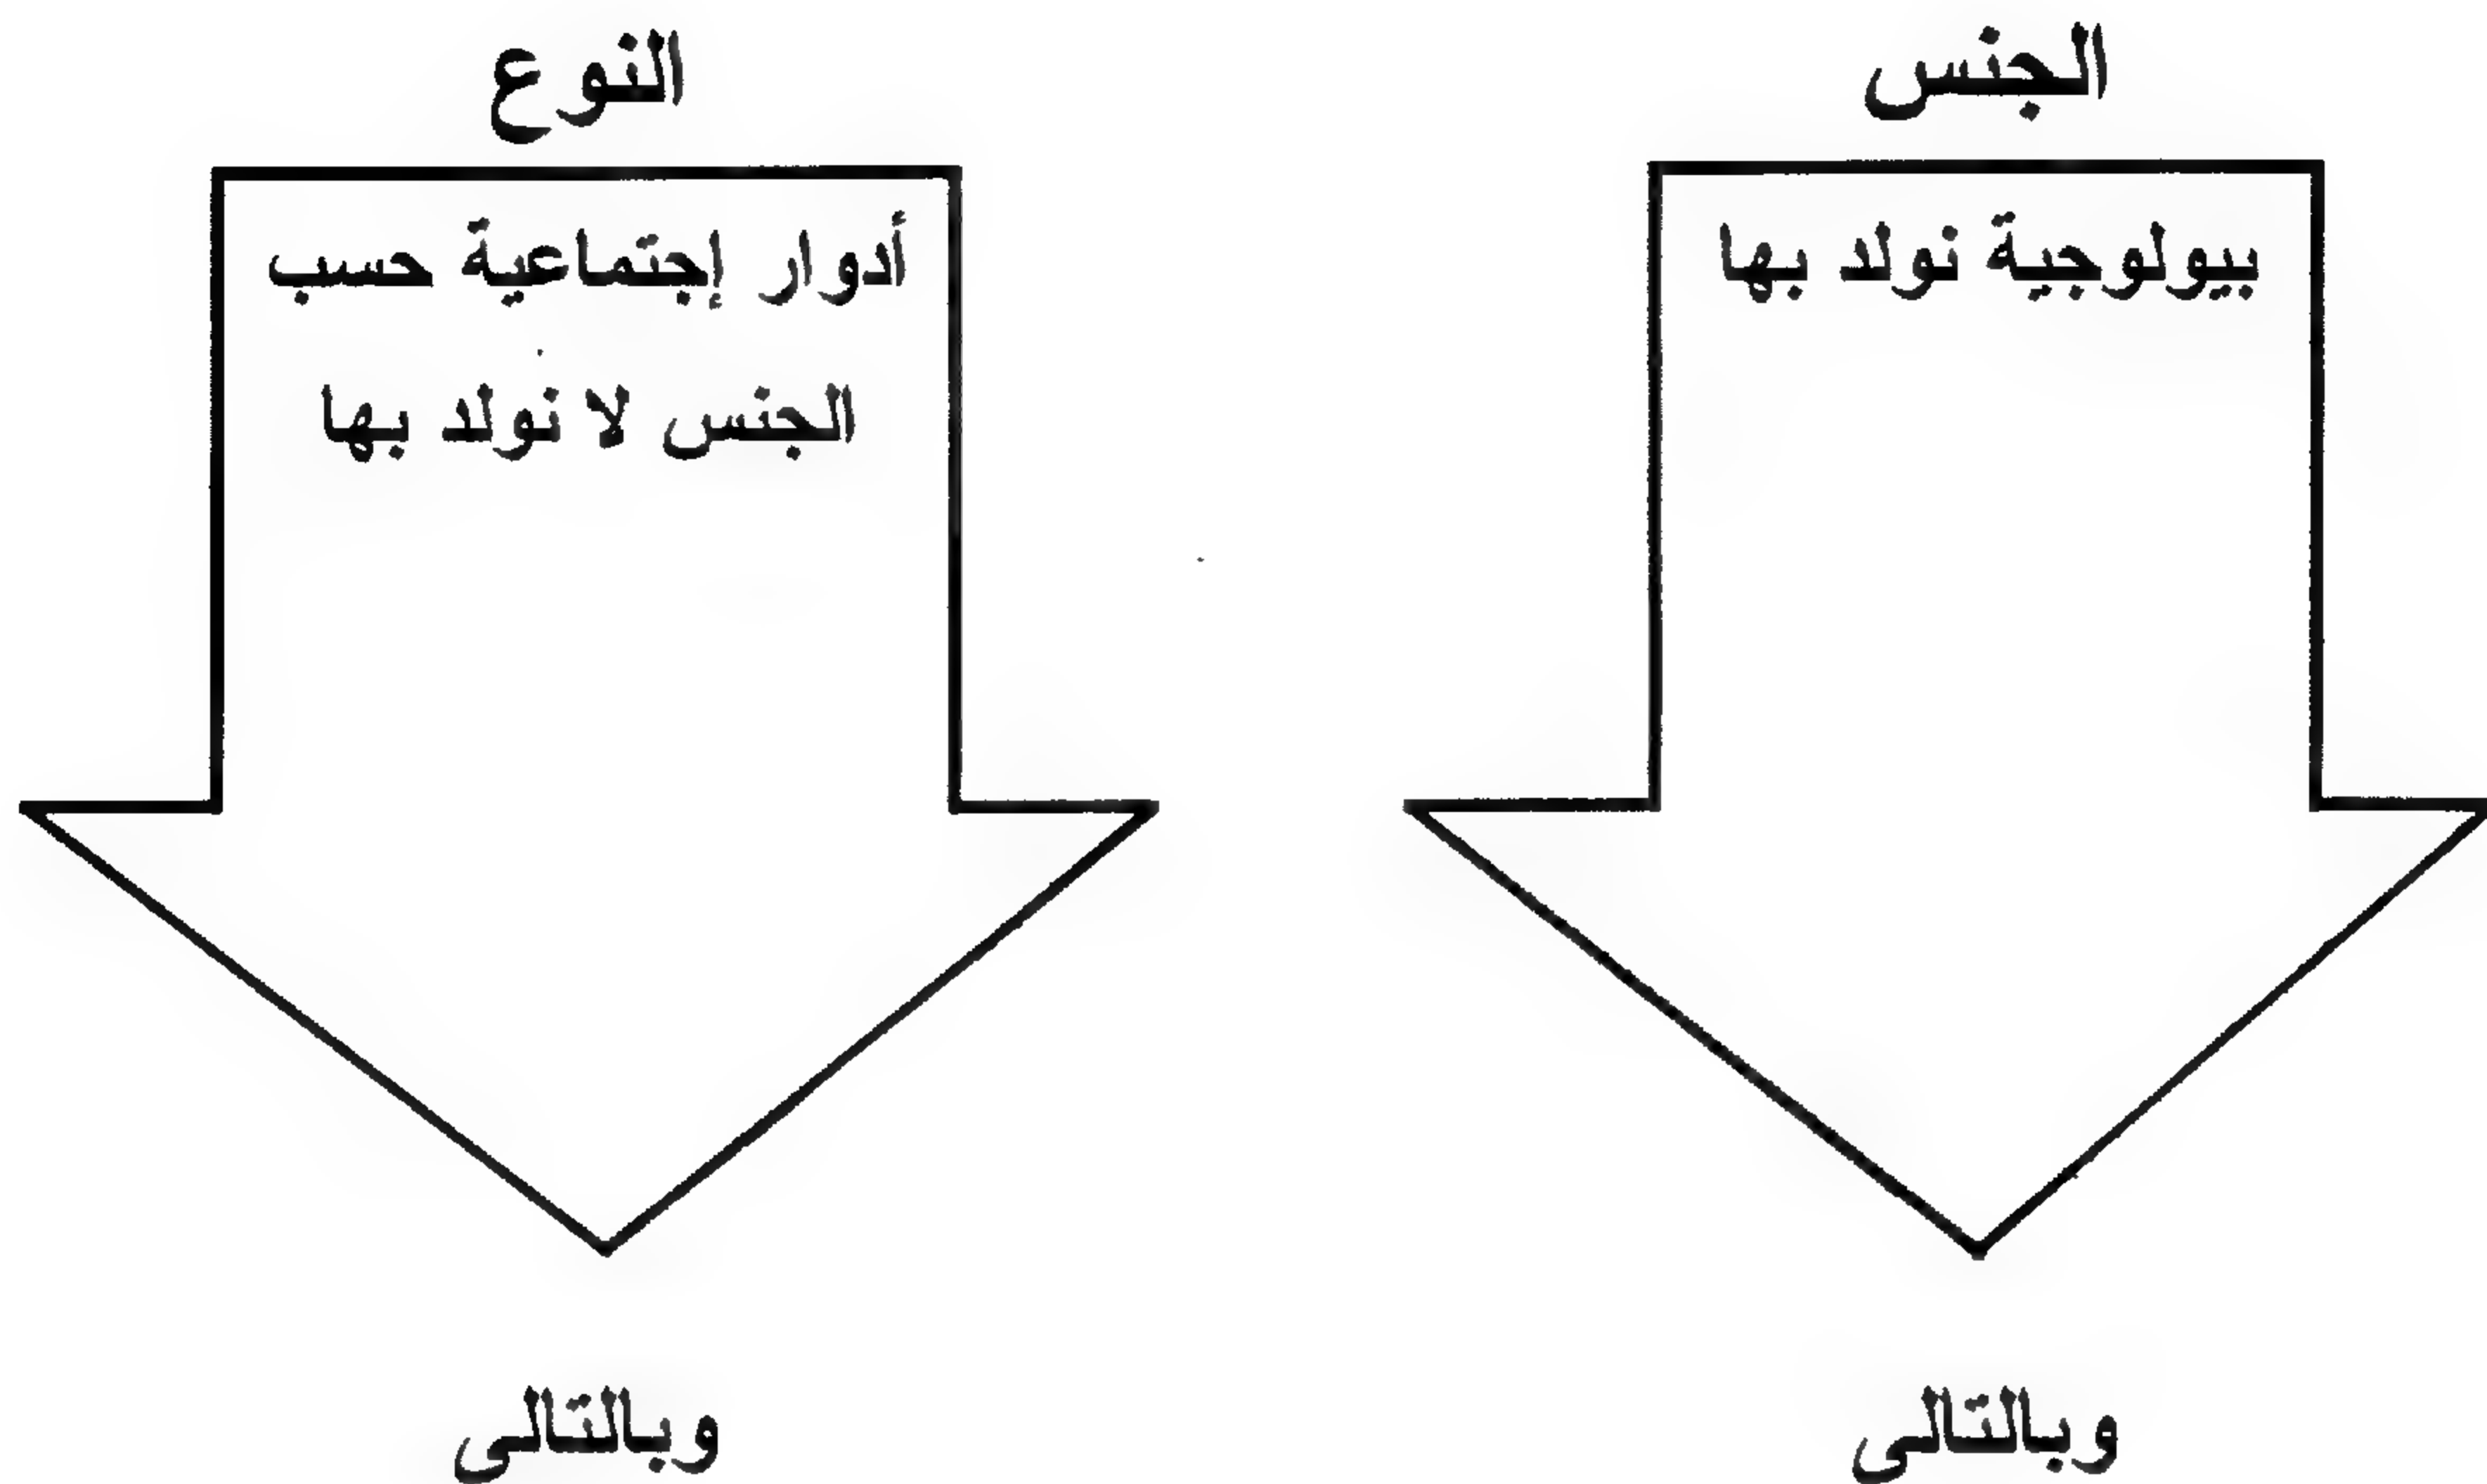 الجنس
بيولوجية نولد بها
وبالتالى
النوع
أدوار إجتماعية حسب
الجنس لا نولد بها
وبالتالى